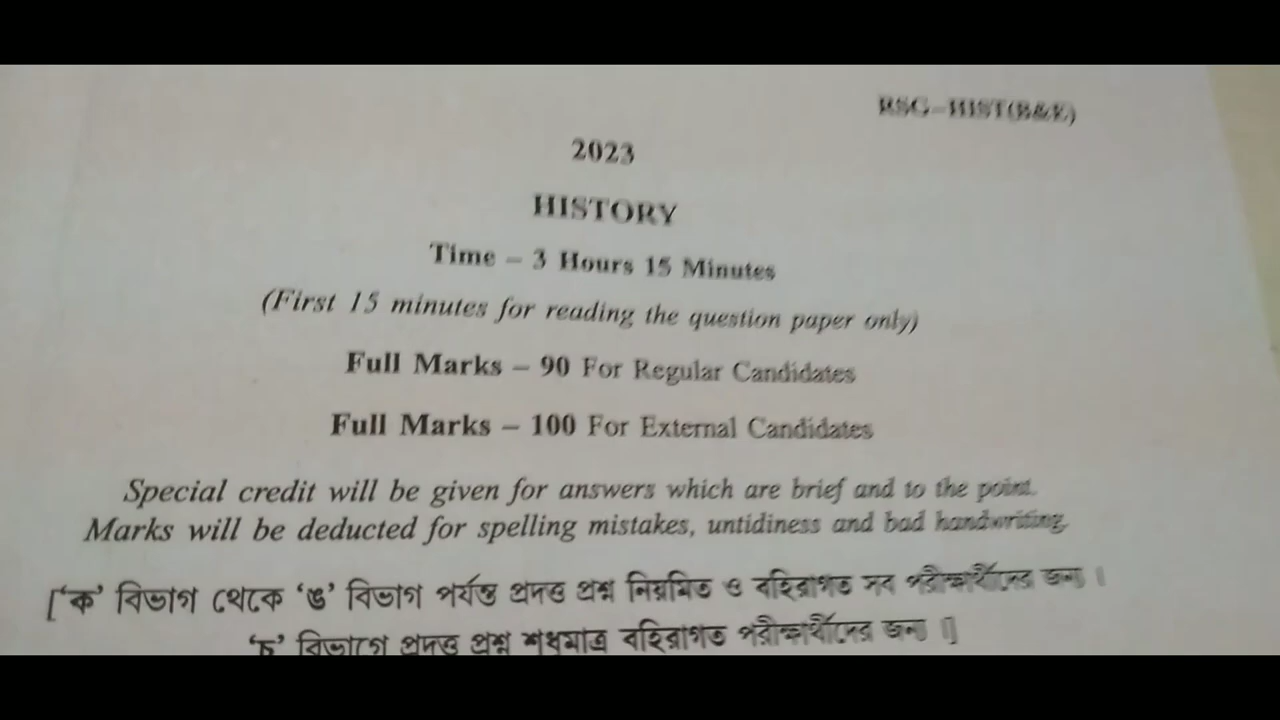 RSG–HIST(B&E)
2023
HISTORY
Time – 3 Hours 15 Minutes
(First 15 minutes for reading the question paper only)
Full Marks – 90 For Regular Candidates
Full Marks – 100 For External Candidates
Special credit will be given for answers which are brief and to the point.
Marks will be deducted for spelling mistakes, untidiness and bad handwriting.
['ক' বিভাগ থেকে 'ঙ' বিভাগ পর্যন্ত প্রদত্ত প্রশ্ন নিয়মিত ও বহিরাগত সব পরীক্ষার্থীদের জন্য ।
'চ' বিভাগে প্রদত্ত প্রশ্ন শুধুমাত্র বহিরাগত পরীক্ষার্থীদের জন্য ।]